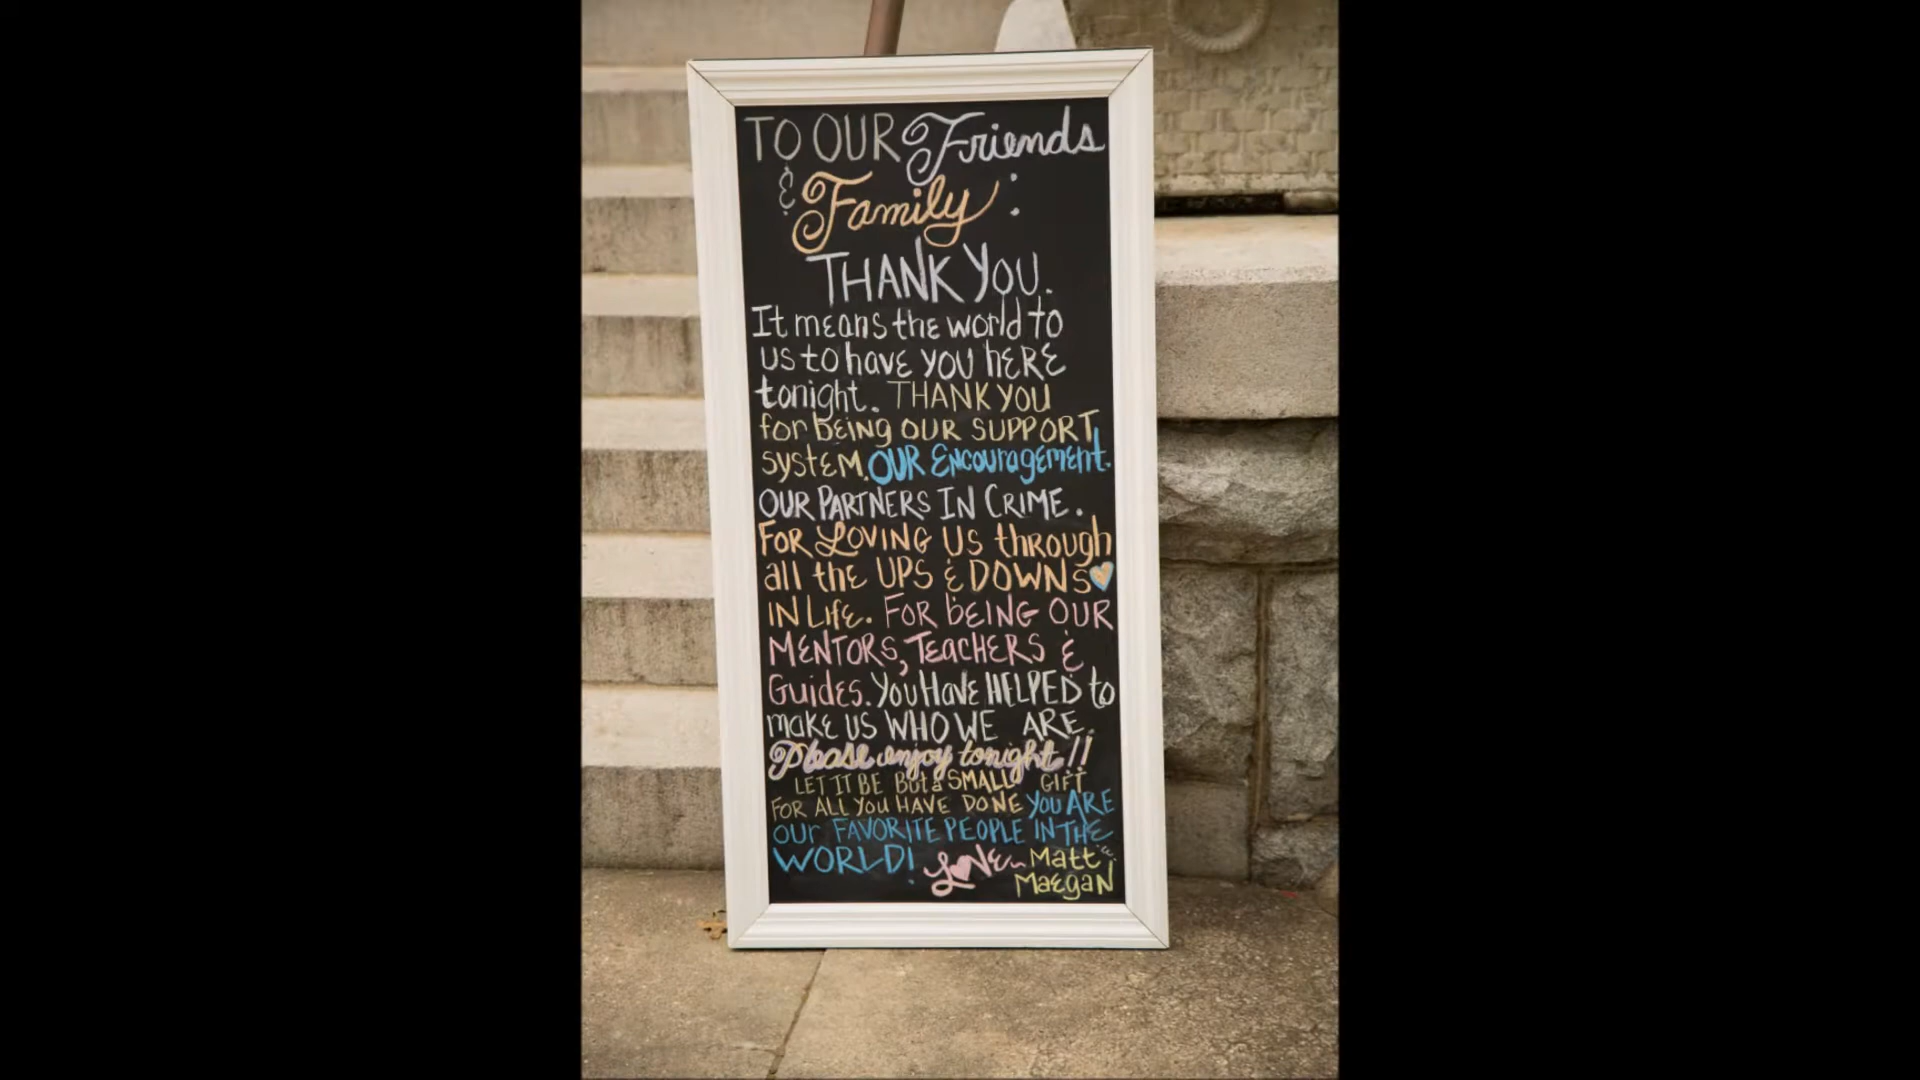 TO OUR Friends
& Family:
THANK YOU.
It means the world to
us to have you here
tonight. THANK YOU
for being OUR SUPPORT
system. OUR Encouragement.
OUR PARTNERS IN CRIME.
FOR LOVING US through
all the UPS & DOWNS
IN Life. FOR being OUR
MENTORS, TEACHERS &
Guides. You Have HELPED to
make US WHO WE ARE.
Please enjoy tonight!!
LET IT BE But a SMALL GIFT
FOR ALL YOU HAVE DONE YOU ARE
our FAVORITE PEOPLE IN THE
WORLD! LOVE~ Matt &
Maegan